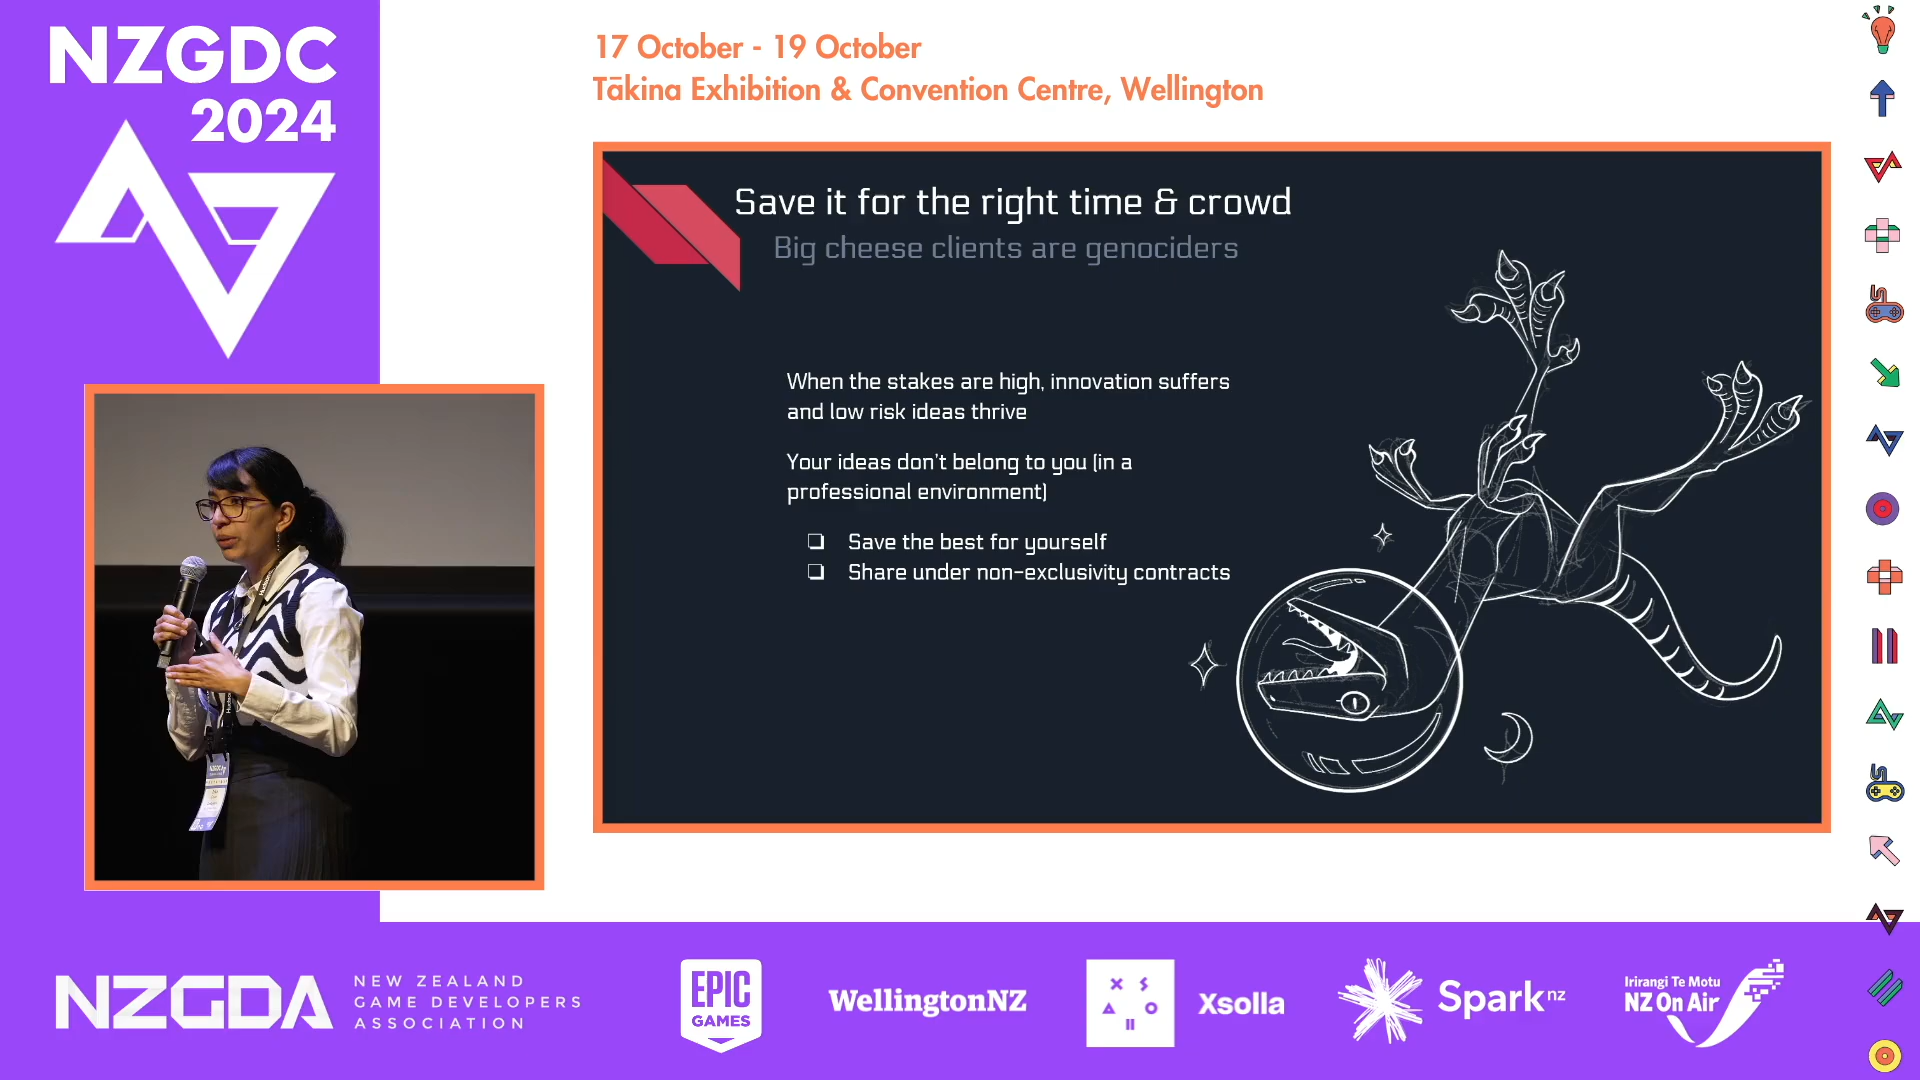 NZGDC
2024
17 October - 19 October
Tākina Exhibition & Convention Centre, Wellington
Save it for the right time & crowd
Big cheese clients are genociders
When the stakes are high, innovation suffers
and low risk ideas thrive
Your ideas don't belong to you (in a
professional environment)
❏ Save the best for yourself
❏ Share under non-exclusivity contracts
NZGDA
NEW ZEALAND
GAME DEVELOPERS
ASSOCIATION
EPIC
GAMES
WellingtonNZ
Xsolla
Spark nz
Irirangi Te Motu
NZ On Air